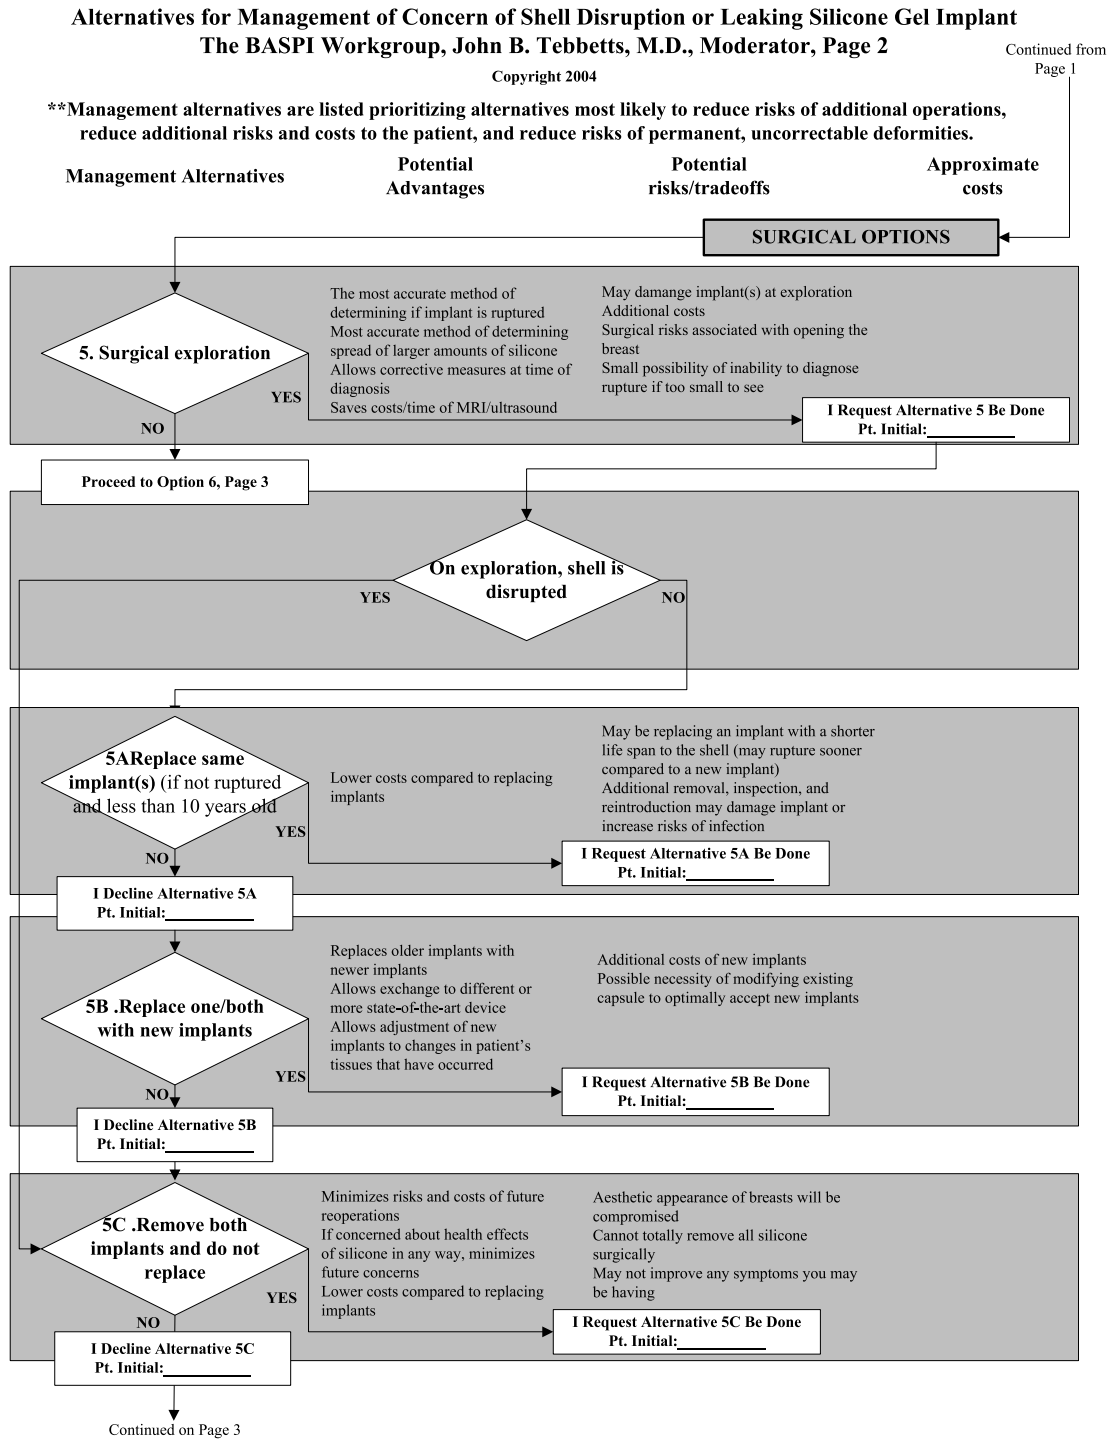 Alternatives for Management of Concern of Shell Disruption or Leaking Silicone Gel Implant
The BASPI Workgroup, John B. Tebbetts, M.D., Moderator, Page 2
Continued from
Page 1
Copyright 2004
**Management alternatives are listed prioritizing alternatives most likely to reduce risks of additional operations,
reduce additional risks and costs to the patient, and reduce risks of permanent, uncorrectable deformities.
Management Alternatives
Potential
Advantages
Potential
risks/tradeoffs
Approximate
costs
SURGICAL OPTIONS
5. Surgical exploration
The most accurate method of
determining if implant is ruptured
Most accurate method of determining
spread of larger amounts of silicone
Allows corrective measures at time of
diagnosis
Saves costs/time of MRI/ultrasound
May damange implant(s) at exploration
Additional costs
Surgical risks associated with opening the
breast
Small possibility of inability to diagnose
rupture if too small to see
YES
NO
I Request Alternative 5 Be Done
Pt. Initial:___________
Proceed to Option 6, Page 3
On exploration, shell is
disrupted
YES
NO
5AReplace same
implant(s) (if not ruptured
and less than 10 years old
Lower costs compared to replacing
implants
May be replacing an implant with a shorter
life span to the shell (may rupture sooner
compared to a new implant)
Additional removal, inspection, and
reintroduction may damage implant or
increase risks of infection
YES
NO
I Request Alternative 5A Be Done
Pt. Initial:___________
I Decline Alternative 5A
Pt. Initial:___________
5B .Replace one/both
with new implants
Replaces older implants with
newer implants
Allows exchange to different or
more state-of-the-art device
Allows adjustment of new
implants to changes in patient's
tissues that have occurred
Additional costs of new implants
Possible necessity of modifying existing
capsule to optimally accept new implants
YES
NO
I Request Alternative 5B Be Done
Pt. Initial:___________
I Decline Alternative 5B
Pt. Initial:___________
5C .Remove both
implants and do not
replace
Minimizes risks and costs of future
reoperations
If concerned about health effects
of silicone in any way, minimizes
future concerns
Lower costs compared to replacing
implants
Aesthetic appearance of breasts will be
compromised
Cannot totally remove all silicone
surgically
May not improve any symptoms you may
be having
YES
NO
I Request Alternative 5C Be Done
Pt. Initial:___________
I Decline Alternative 5C
Pt. Initial:___________
Continued on Page 3